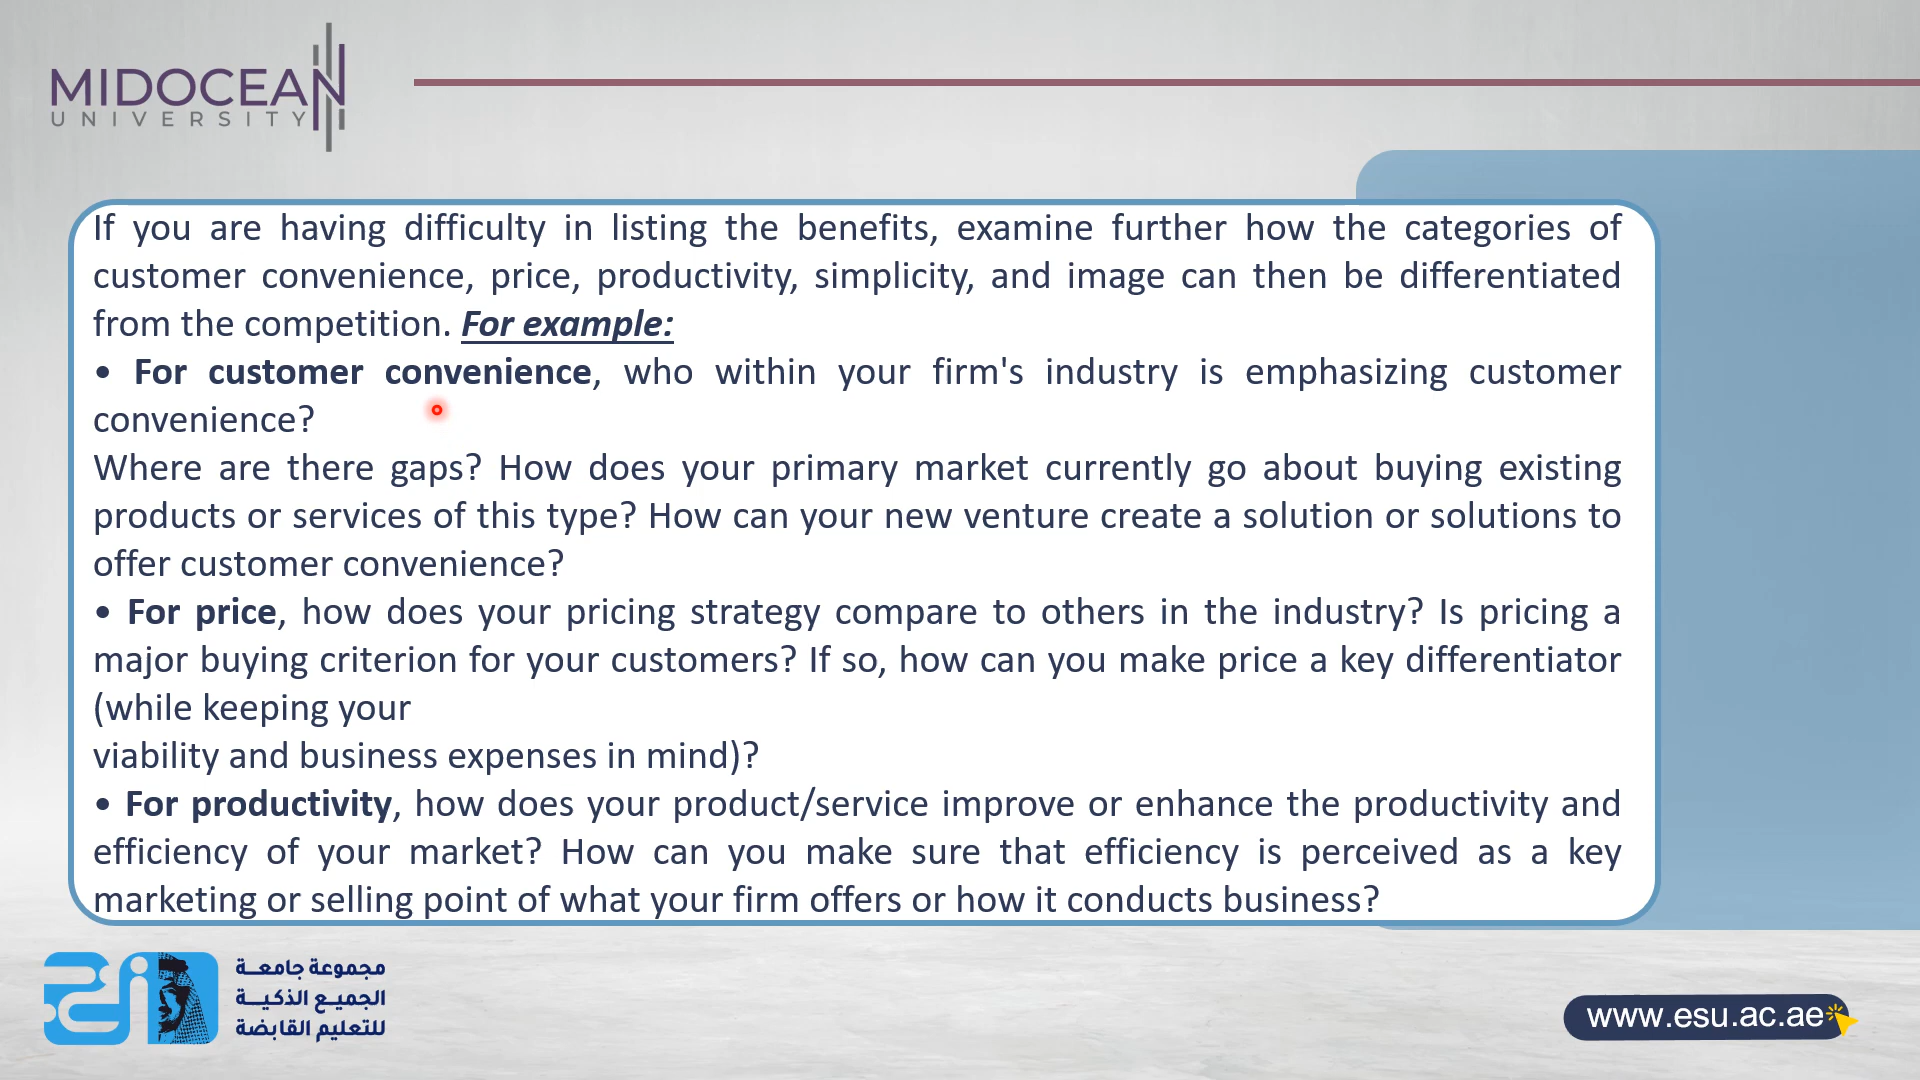 MIDOCEAN
UNIVERSITY
If you are having difficulty in listing the benefits, examine further how the categories of
customer convenience, price, productivity, simplicity, and image can then be differentiated
from the competition. For example:
• For customer convenience, who within your firm's industry is emphasizing customer
convenience?
Where are there gaps? How does your primary market currently go about buying existing
products or services of this type? How can your new venture create a solution or solutions to
offer customer convenience?
• For price, how does your pricing strategy compare to others in the industry? Is pricing a
major buying criterion for your customers? If so, how can you make price a key differentiator
(while keeping your
viability and business expenses in mind)?
• For productivity, how does your product/service improve or enhance the productivity and
efficiency of your market? How can you make sure that efficiency is perceived as a key
marketing or selling point of what your firm offers or how it conducts business?
مجموعة جامعـــة
الجميـع الذكيـــة
للتعليم القابضة
www.esu.ac.ae